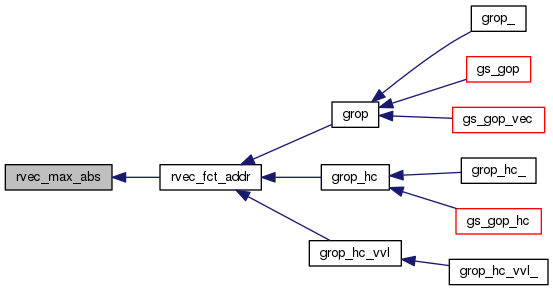 grop_
gs_gop
grop
gs_gop_vec
rvec_max_abs
rvec_fct_addr
grop_hc
grop_hc_
gs_gop_hc
grop_hc_vvl
grop_hc_vvl_